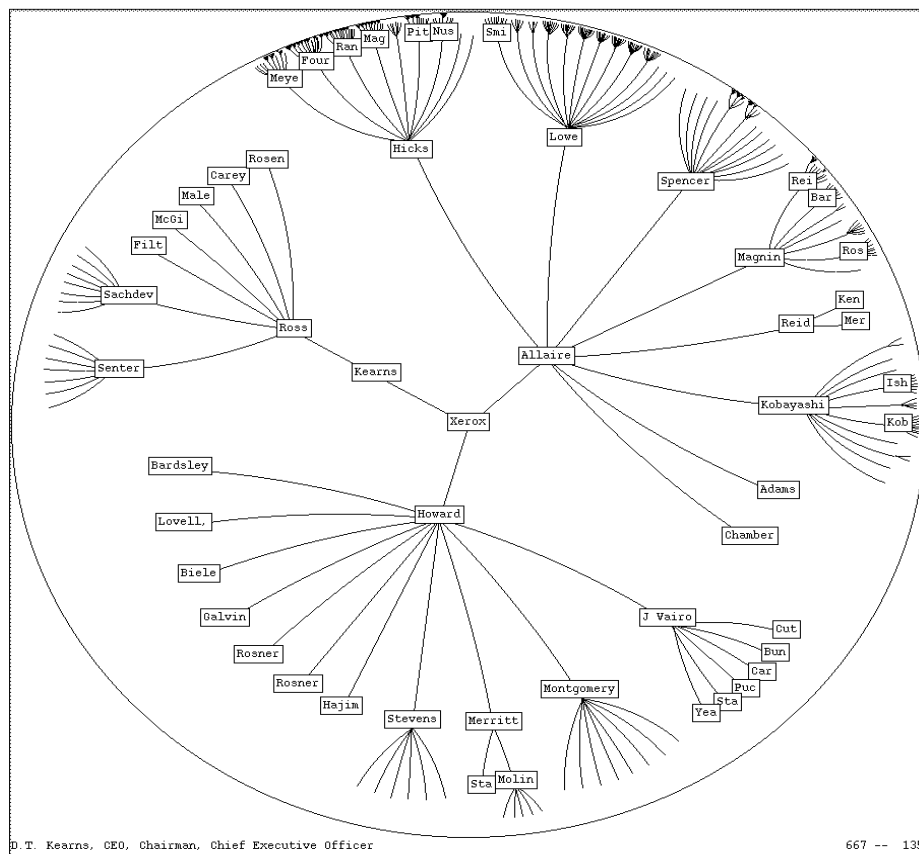 Pit
Nus
Smi
Mag
Ran
Four
Meye
Lowe
Hicks
Rosen
Carey
Spencer
Rei
Male
Bar
McGi
Filt
Ros
Magnin
Sachdev
Ken
Mer
Reid
Ross
Allaire
Senter
Kearns
Ish
Kobayashi
Kob
Xerox
Bardsley
Adams
Howard
Lovell,
Chamber
Biele
Galvin
J Vairo
Cut
Rosner
Bun
Car
Rosner
Puc
Montgomery
Sta
Hajim
Yea
Stevens
Merritt
Sta
Molin
D.T. Kearns, CEO, Chairman, Chief Executive Officer
667 -- 135